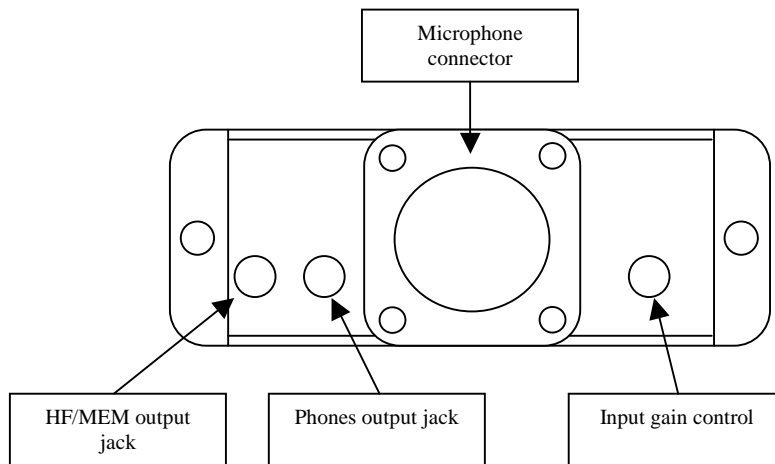 Microphone
connector
HF/MEM output
jack
Phones output jack
Input gain control